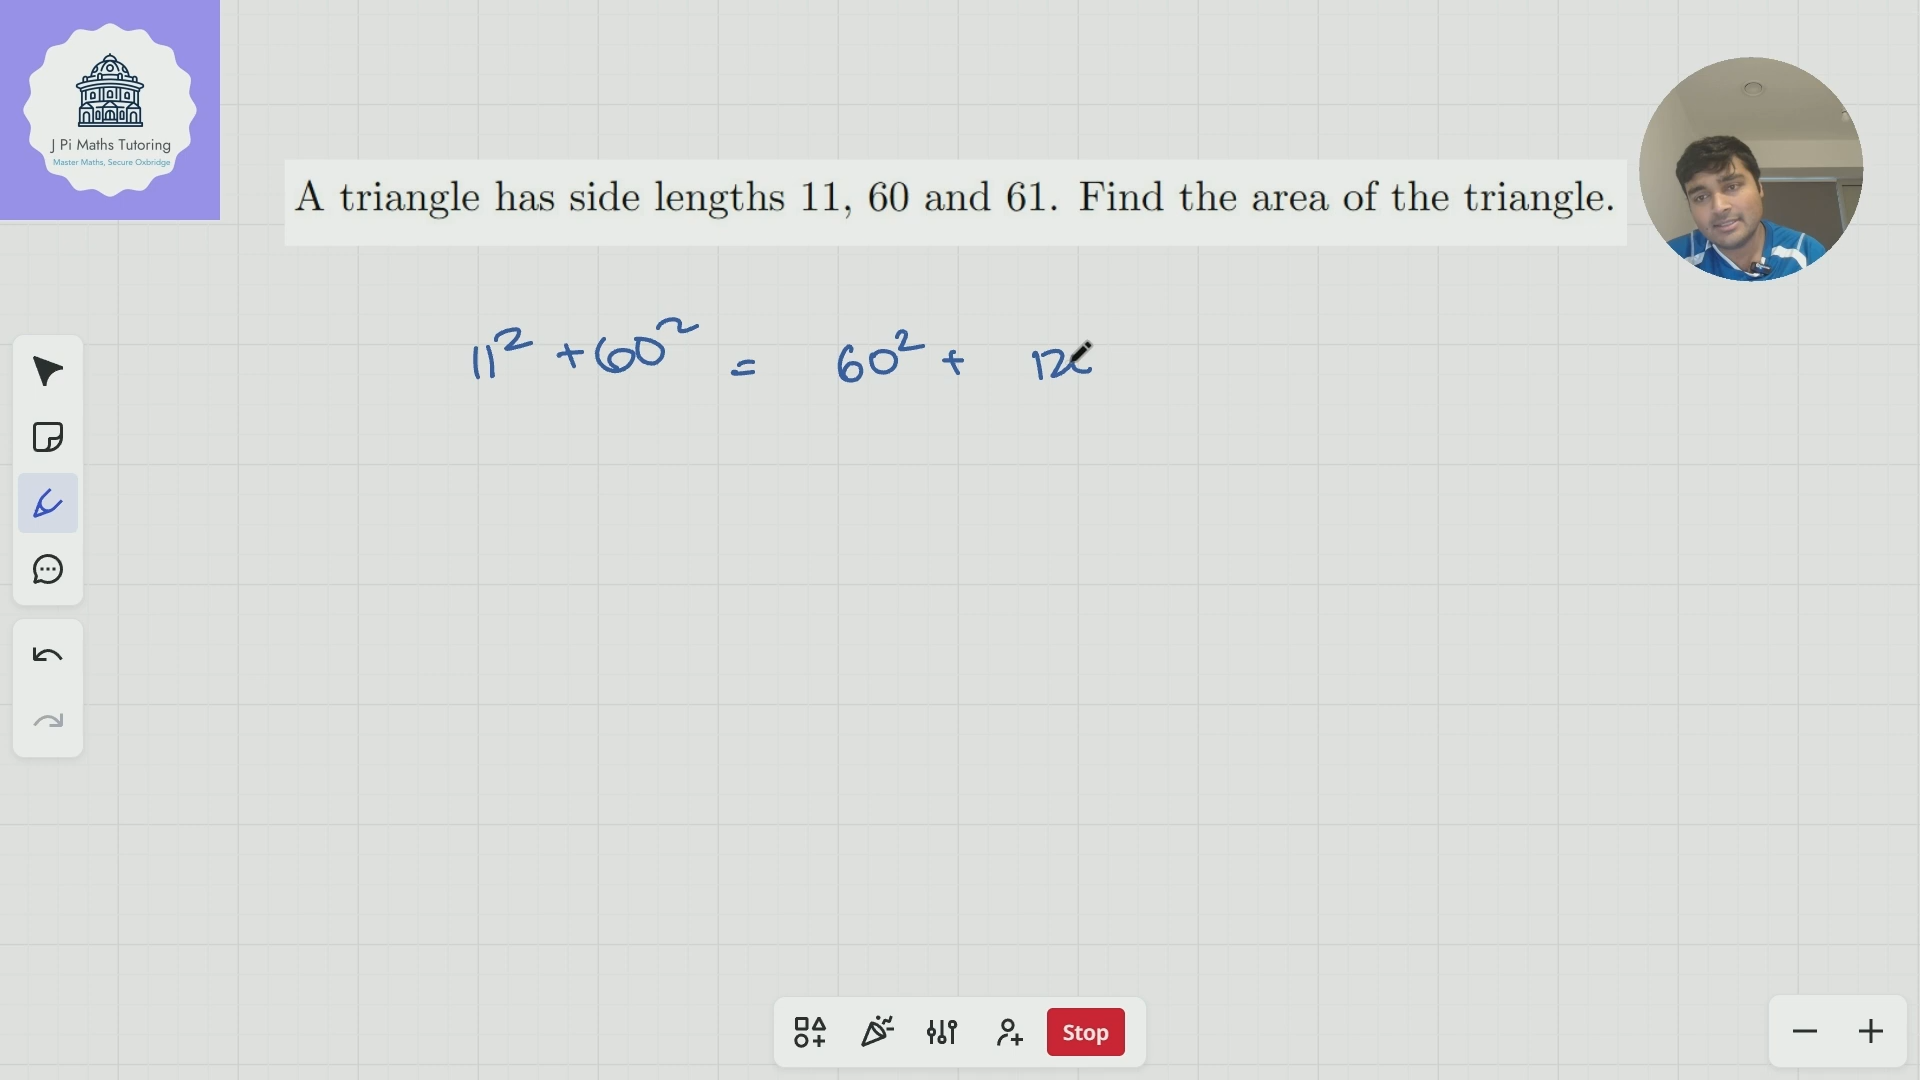 J Pi Maths Tutoring
Master Maths, Secure Oxbridge
A triangle has side lengths 11, 60 and 61. Find the area of the triangle.
11² + 60² = 60² + 12
Stop